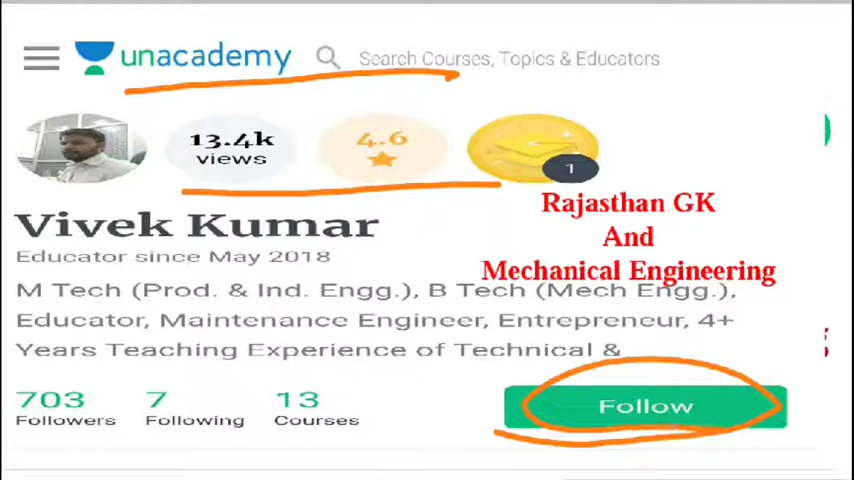 unacademy
Search Courses, Topics & Educators
13.4k
views
4.6
1
Rajasthan GK
And
Mechanical Engineering
Vivek Kumar
Educator since May 2018
M Tech (Prod. & Ind. Engg.), B Tech (Mech Engg.),
Educator, Maintenance Engineer, Entrepreneur, 4+
Years Teaching Experience of Technical &
703
Followers
7
Following
13
Courses
Follow